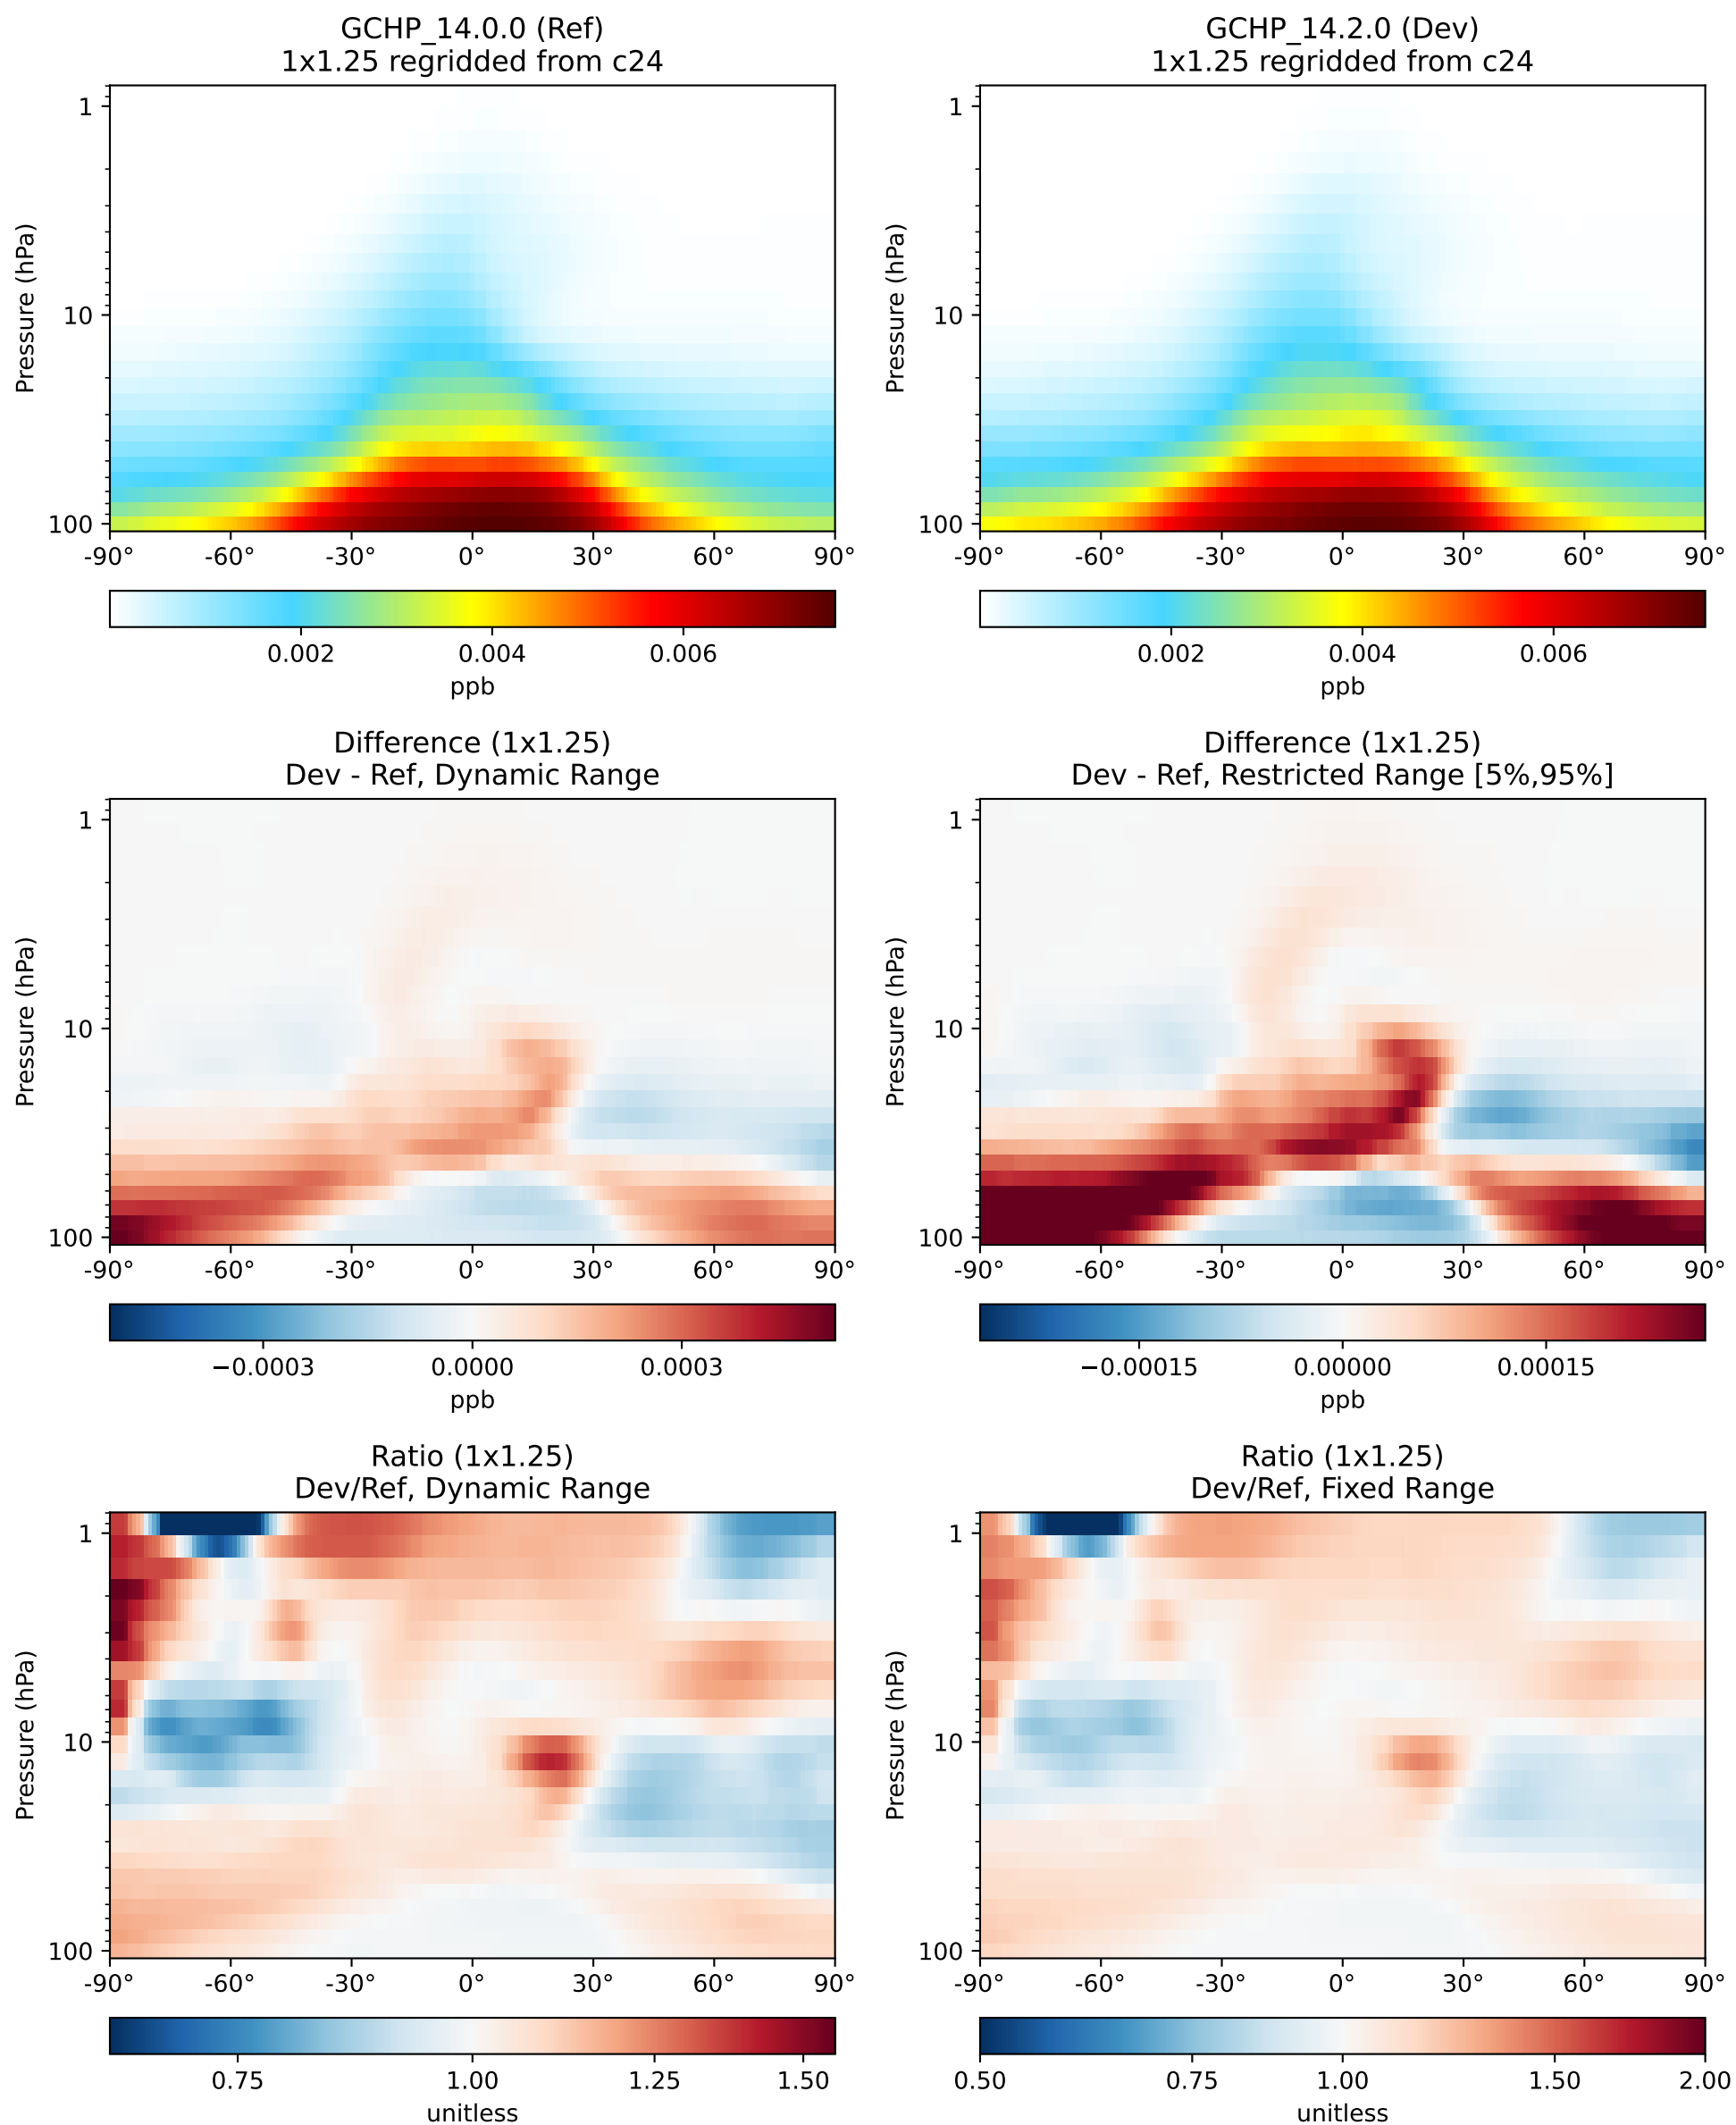 GCHP_14.0.0 (Ref)
1x1.25 regridded from c24
Pressure (hPa)
1
10
100
-90° -60° -30° 0° 30° 60° 90°
0.002 0.004 0.006
ppb
GCHP_14.2.0 (Dev)
1x1.25 regridded from c24
Pressure (hPa)
1
10
100
-90° -60° -30° 0° 30° 60° 90°
0.002 0.004 0.006
ppb
Difference (1x1.25)
Dev - Ref, Dynamic Range
Pressure (hPa)
1
10
100
-90° -60° -30° 0° 30° 60° 90°
−0.0003 0.0000 0.0003
ppb
Difference (1x1.25)
Dev - Ref, Restricted Range [5%,95%]
Pressure (hPa)
1
10
100
-90° -60° -30° 0° 30° 60° 90°
−0.00015 0.00000 0.00015
ppb
Ratio (1x1.25)
Dev/Ref, Dynamic Range
Pressure (hPa)
1
10
100
-90° -60° -30° 0° 30° 60° 90°
0.75 1.00 1.25 1.50
unitless
Ratio (1x1.25)
Dev/Ref, Fixed Range
Pressure (hPa)
1
10
100
-90° -60° -30° 0° 30° 60° 90°
0.50 0.75 1.00 1.50 2.00
unitless